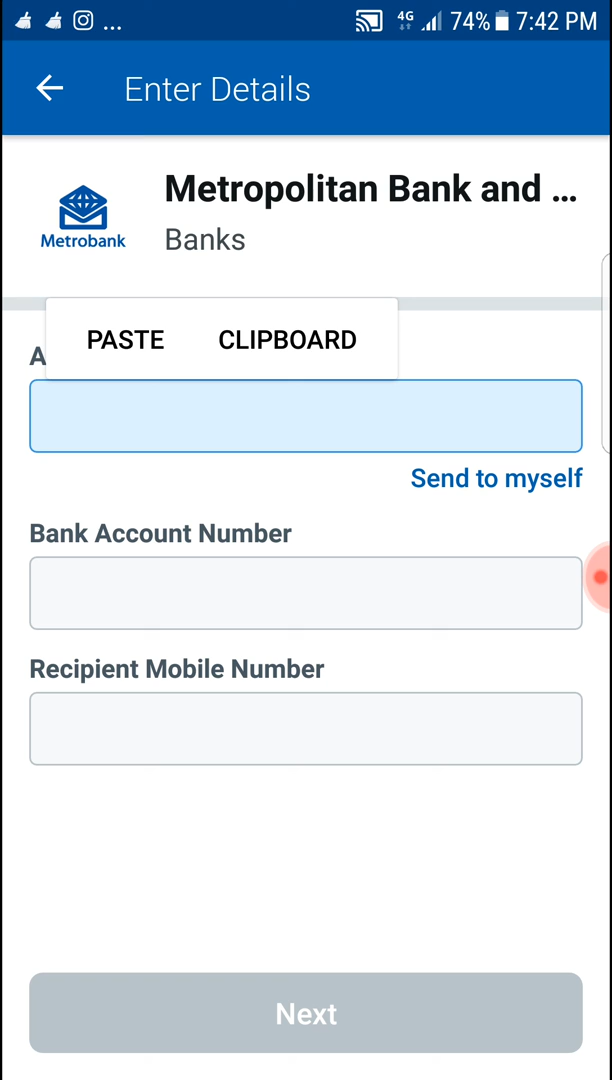 ... 4G 74% 7:42 PM
Enter Details
Metropolitan Bank and ...
Metrobank
Banks
PASTE CLIPBOARD
A
Send to myself
Bank Account Number
Recipient Mobile Number
Next